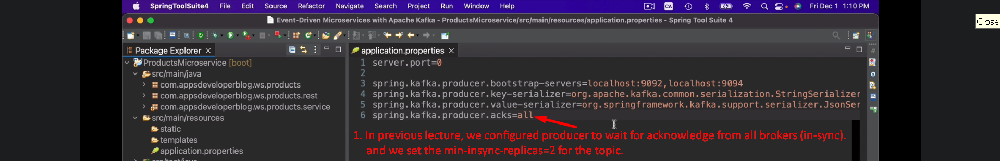 SpringToolSuite4 File Edit Source Refactor Navigate Search Project Run Window Help CA Fri Dec 1 1:10 PM
Close
Event-Driven Microservices with Apache Kafka - ProductsMicroservice/src/main/resources/application.properties - Spring Tool Suite 4
Package Explorer
ProductsMicroservice [boot]
src/main/java
com.appsdeveloperblog.ws.products
com.appsdeveloperblog.ws.products.rest
com.appsdeveloperblog.ws.products.service
src/main/resources
static
templates
application.properties
src/test/java
application.properties
1 server.port=0
2
3 spring.kafka.producer.bootstrap-servers=localhost:9092,localhost:9094
4 spring.kafka.producer.key-serializer=org.apache.kafka.common.serialization.StringSerializer
5 spring.kafka.producer.value-serializer=org.springframework.kafka.support.serializer.JsonSer
6 spring.kafka.producer.acks=all
1. In previous lecture, we configured producer to wait for acknowledge from all brokers (in-sync).
and we set the min-insync-replicas=2 for the topic.